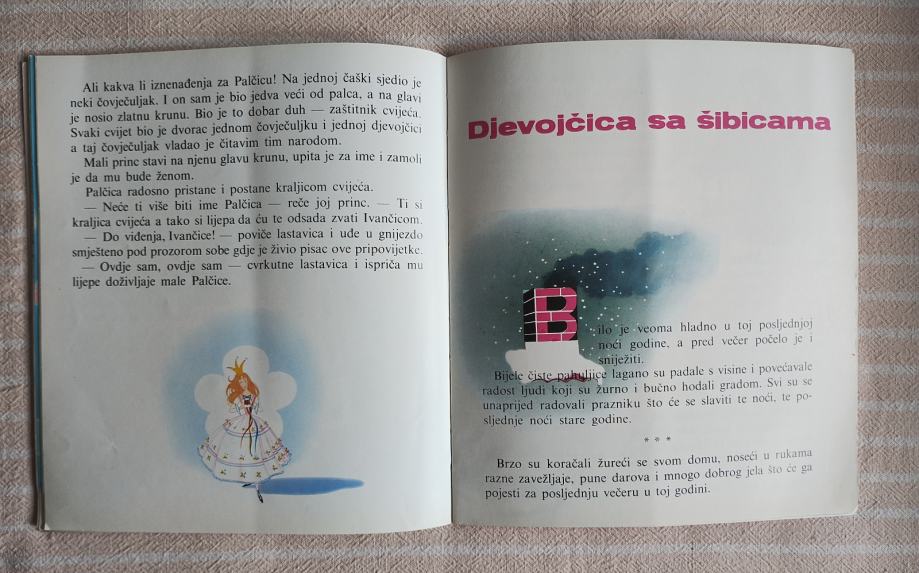 Ali kakva li iznenađenja za Palčicu! Na jednoj čaški sjedio je
neki čovječuljak. I on sam je bio jedva veći od palca, a na glavi
je nosio zlatnu krunu. Bio je to dobar duh — zaštitnik cvijeća.
Svaki cvijet bio je dvorac jednom čovječuljku i jednoj djevojčici
a taj čovječuljak vladao je čitavim tim narodom.
Mali princ stavi na njenu glavu krunu, upita je za ime i zamoli
je da mu bude ženom.
Palčica radosno pristane i postane kraljicom cvijeća.
— Neće ti više biti ime Palčica — reče joj princ. — Ti si
kraljica cvijeća a tako si lijepa da ću te odsada zvati Ivančicom.
— Do viđenja, Ivančice! — poviče lastavica i uđe u gnijezdo
smješteno pod prozorom sobe gdje je živio pisac ove pripovijetke.
— Ovdje sam, ovdje sam — cvrkutne lastavica i ispriča mu
lijepe doživljaje male Palčice.
Djevojčica sa šibicama
Bilo je veoma hladno u toj posljednjoj
noći godine, a pred večer počelo je i
sniježiti.
Bijele čiste pahuljice lagano su padale s visine i povećavale
radost ljudi koji su žurno i bučno hodali gradom. Svi su se
unaprijed radovali prazniku što će se slaviti te noći, te po-
sljednje noći stare godine.
* * *
Brzo su koračali žureći se svom domu, noseći u rukama
razne zavežljaje, pune darova i mnogo dobrog jela što će ga
pojesti za posljednju večeru u toj godini.